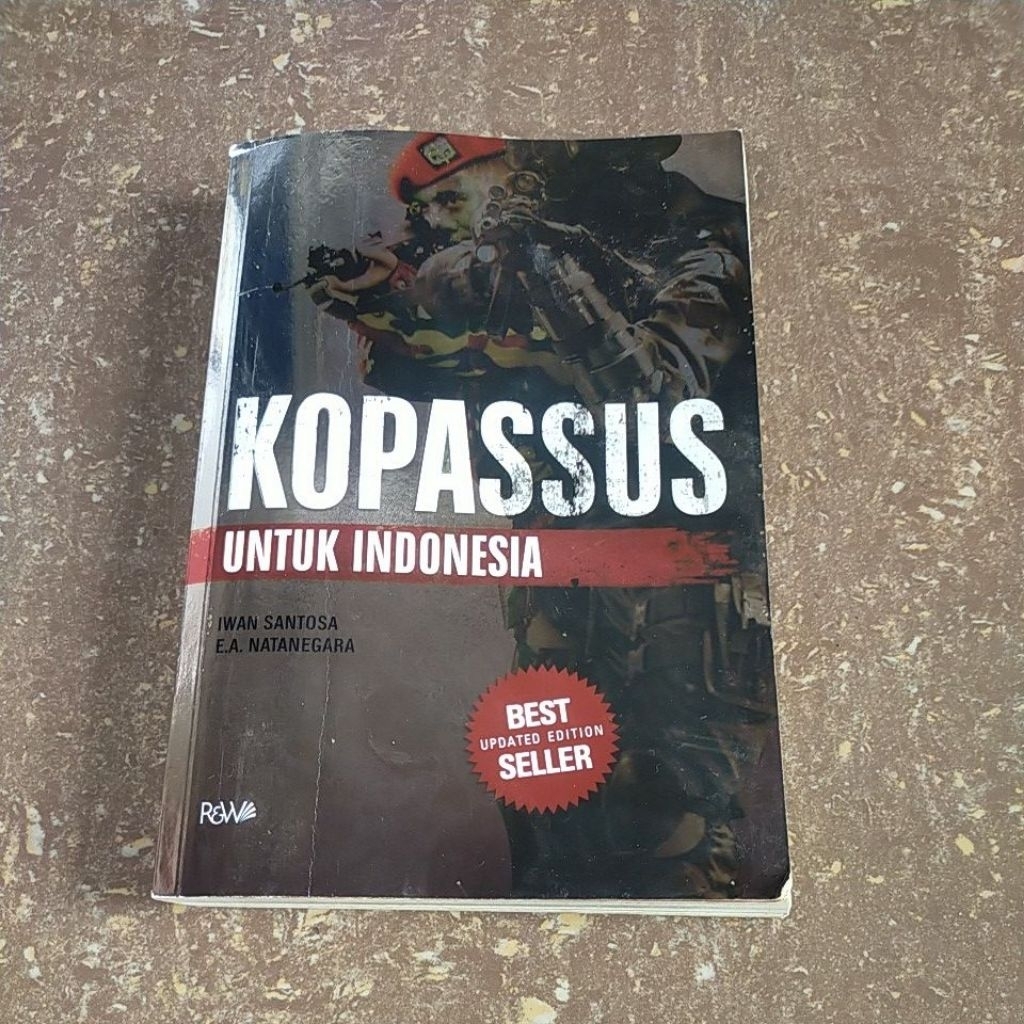 KOPASSUS
UNTUK INDONESIA
IWAN SANTOSA
E.A. NATANEGARA
BEST
UPDATED EDITION
SELLER
R&W